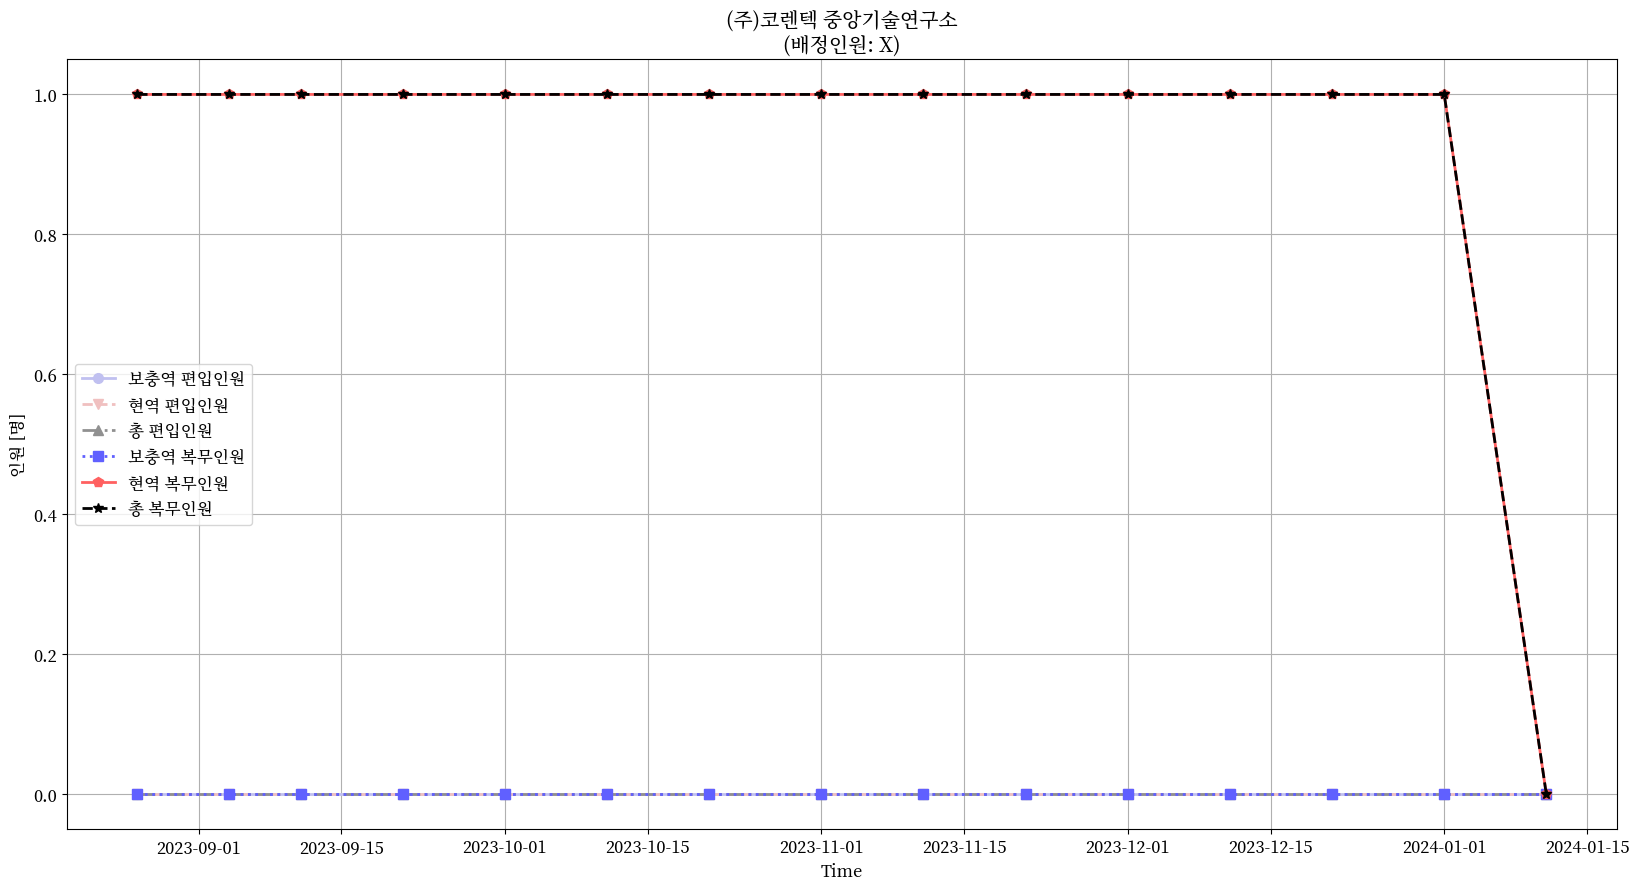 (주)코렌텍 중앙기술연구소
(배정인원: X)
1.0
0.8
0.6
0.4
0.2
0.0
인원 [명]
보충역 편입인원
현역 편입인원
총 편입인원
보충역 복무인원
현역 복무인원
총 복무인원
2023-09-01 2023-09-15 2023-10-01 2023-10-15 2023-11-01 2023-11-15 2023-12-01 2023-12-15 2024-01-01 2024-01-15
Time